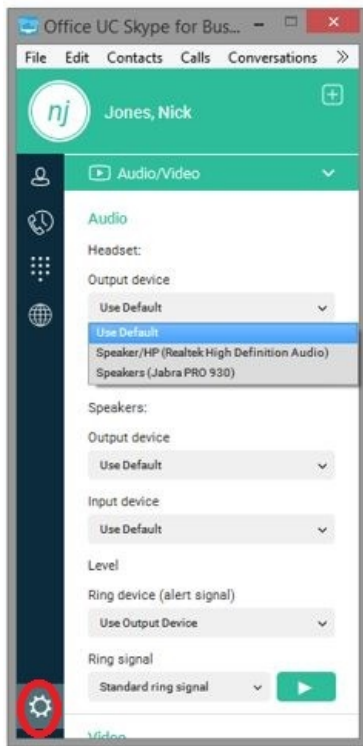 Office UC Skype for Bus...
File Edit Contacts Calls Conversations »
nj Jones, Nick
Audio/Video
Audio
Headset:
Output device
Use Default
Use Default
Speaker/HP (Realtek High Definition Audio)
Speakers (Jabra PRO 930)
Speakers:
Output device
Use Default
Input device
Use Default
Level
Ring device (alert signal)
Use Output Device
Ring signal
Standard ring signal
Video